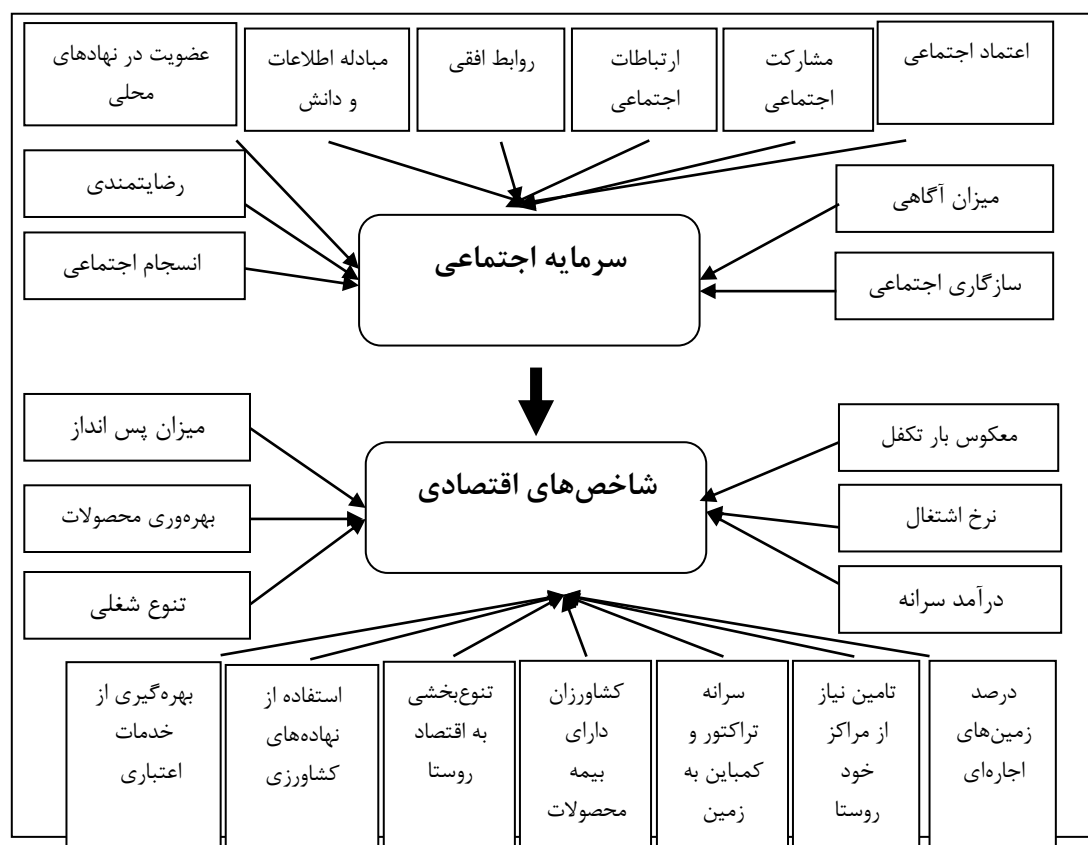 اعتماد اجتماعی
مشارکت
اجتماعی
ارتباطات
اجتماعی
روابط افقی
مبادله اطلاعات
و دانش
عضویت در نهادهای
محلی
میزان آگاهی
سازگاری اجتماعی
رضایتمندی
انسجام اجتماعی
سرمایه اجتماعی
شاخص‌های اقتصادی
معکوس بار تکفل
نرخ اشتغال
درآمد سرانه
میزان پس انداز
بهره‌وری محصولات
تنوع شغلی
درصد
زمین‌های
اجاره‌ای
تامین نیاز
از مراکز
خود
روستا
سرانه
تراکتور و
کمباین به
زمین
کشاورزان
دارای
بیمه
محصولات
تنوع‌بخشی
به اقتصاد
روستا
استفاده از
نهاده‌های
کشاورزی
بهره‌گیری از
خدمات
اعتباری